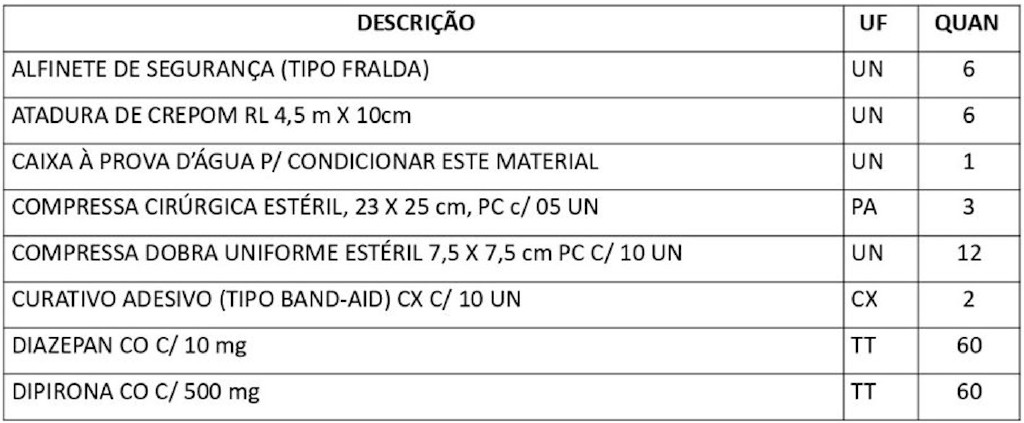 DESCRIÇÃO UF QUAN
ALFINETE DE SEGURANÇA (TIPO FRALDA) UN 6
ATADURA DE CREPOM RL 4,5 m X 10cm UN 6
CAIXA À PROVA D’ÁGUA P/ CONDICIONAR ESTE MATERIAL UN 1
COMPRESSA CIRÚRGICA ESTÉRIL, 23 X 25 cm, PC c/ 05 UN PA 3
COMPRESSA DOBRA UNIFORME ESTÉRIL 7,5 X 7,5 cm PC C/ 10 UN UN 12
CURATIVO ADESIVO (TIPO BAND-AID) CX C/ 10 UN CX 2
DIAZEPAN CO C/ 10 mg TT 60
DIPIRONA CO C/ 500 mg TT 60